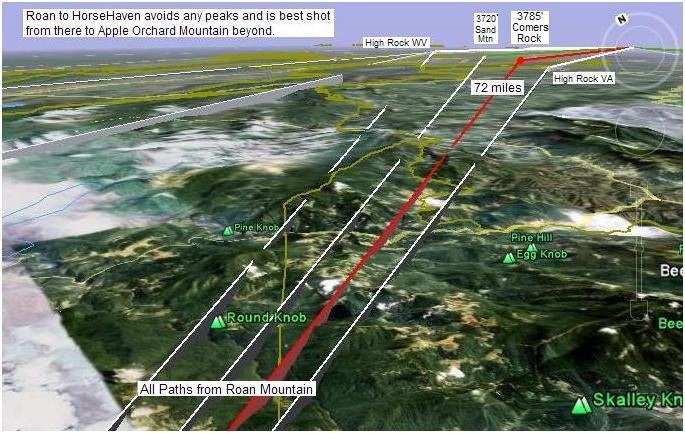 Roan to HorseHaven avoids any peaks and is best shot
from there to Apple Orchard Mountain beyond.
3720'
Sand
Mtn
3785'
Comers
Rock
N
High Rock WV
High Rock VA
72 miles
Pine Knob
Pine Hill
Egg Knob
Bee
Round Knob
Bee
All Paths from Roan Mountain
Skalley Kn